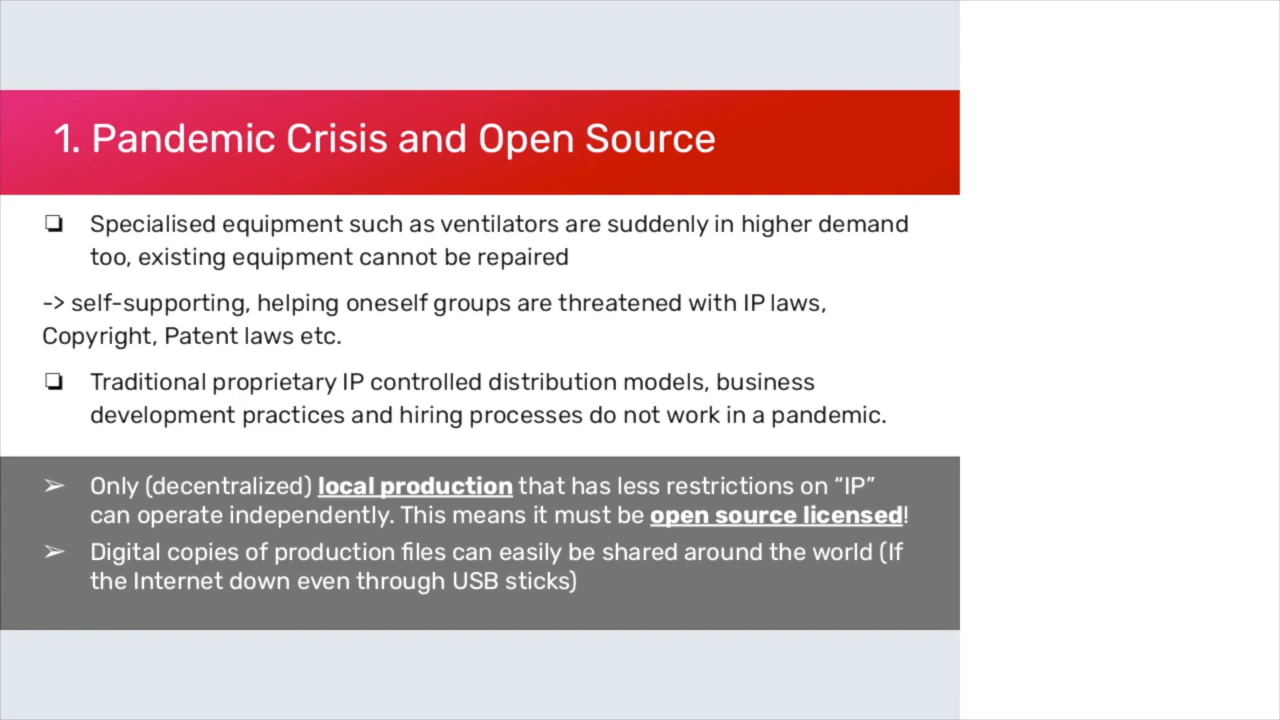 1. Pandemic Crisis and Open Source
❏ Specialised equipment such as ventilators are suddenly in higher demand
too, existing equipment cannot be repaired
-> self-supporting, helping oneself groups are threatened with IP laws,
Copyright, Patent laws etc.
❏ Traditional proprietary IP controlled distribution models, business
development practices and hiring processes do not work in a pandemic.
➢ Only (decentralized) local production that has less restrictions on “IP”
can operate independently. This means it must be open source licensed!
➢ Digital copies of production files can easily be shared around the world (If
the Internet down even through USB sticks)